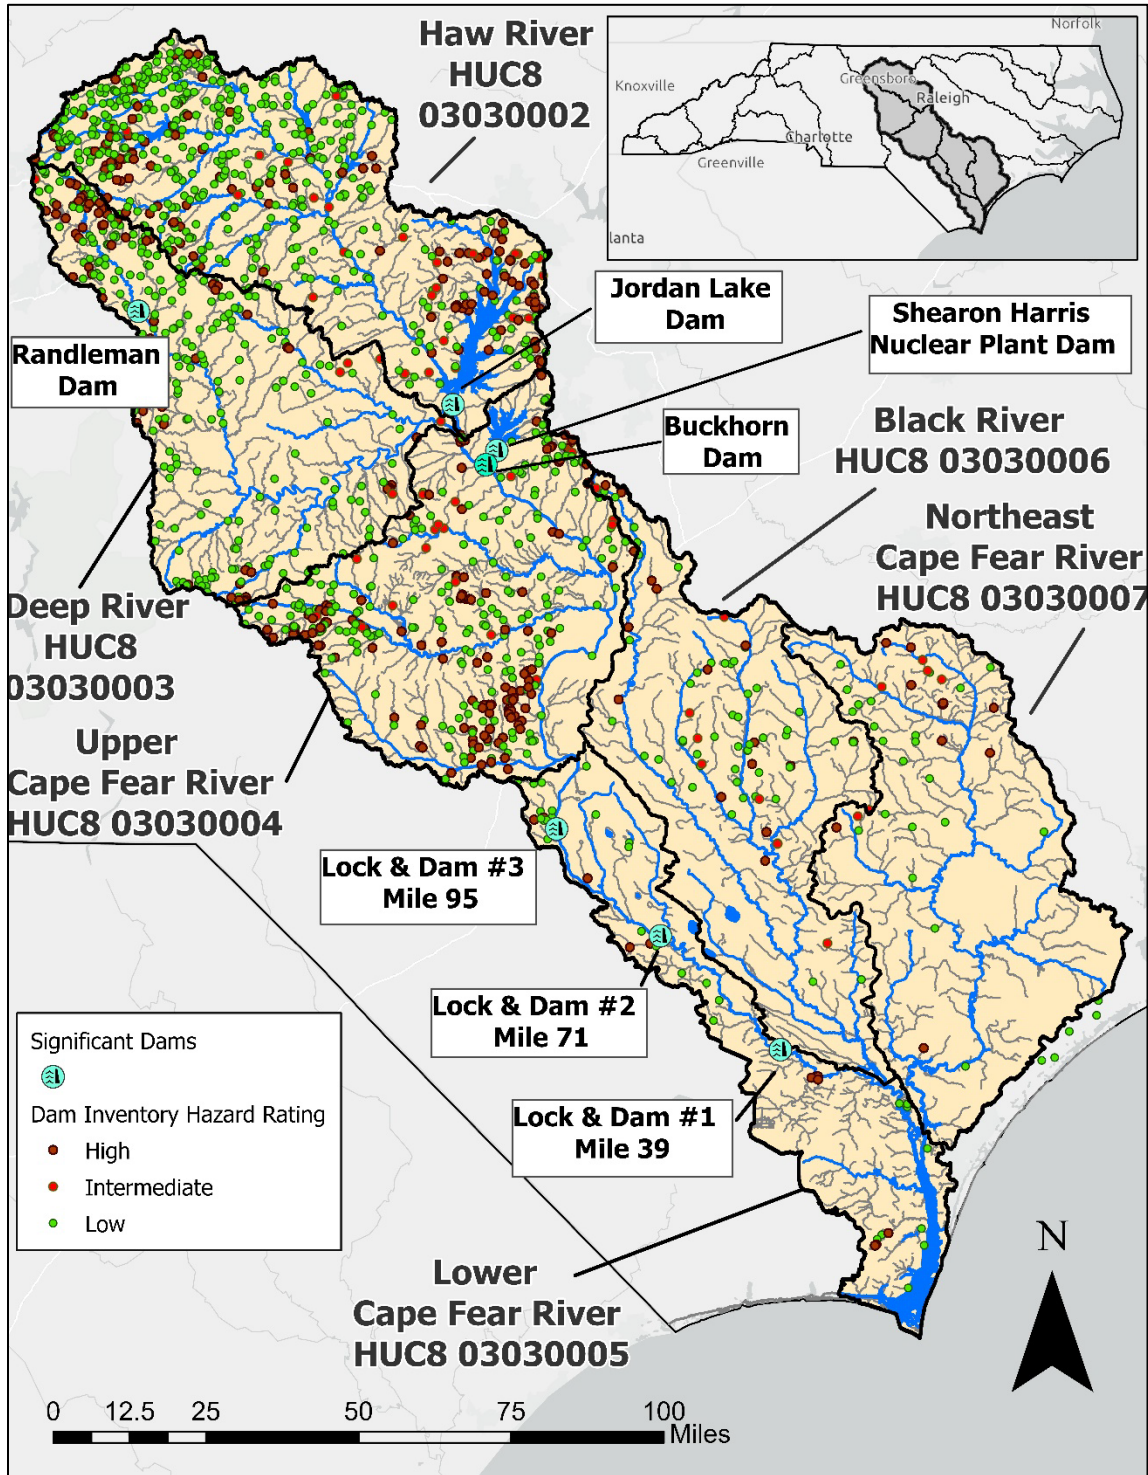 Haw River
HUC8
03030002
Norfolk
Knoxville
Greensboro
Raleigh
Charlotte
Greenville
lanta
Jordan Lake
Dam
Shearon Harris
Nuclear Plant Dam
Randleman
Dam
Buckhorn
Dam
Black River
HUC8 03030006
Northeast
Cape Fear River
HUC8 03030007
Deep River
HUC8
03030003
Upper
Cape Fear River
HUC8 03030004
Lock & Dam #3
Mile 95
Lock & Dam #2
Mile 71
Lock & Dam #1
Mile 39
Significant Dams
Dam Inventory Hazard Rating
High
Intermediate
Low
Lower
Cape Fear River
HUC8 03030005
N
0 12.5 25 50 75 100
Miles